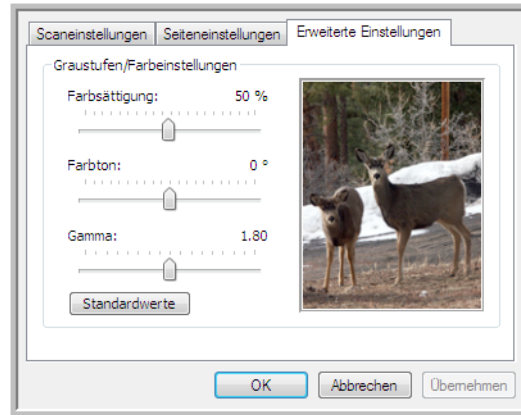 Scaneinstellungen
Seiteneinstellungen
Erweiterte Einstellungen
Graustufen/Farbeinstellungen
Farbsättigung: 50 %
Farbton: 0 °
Gamma: 1.80
Standardwerte
OK
Abbrechen
Übernehmen